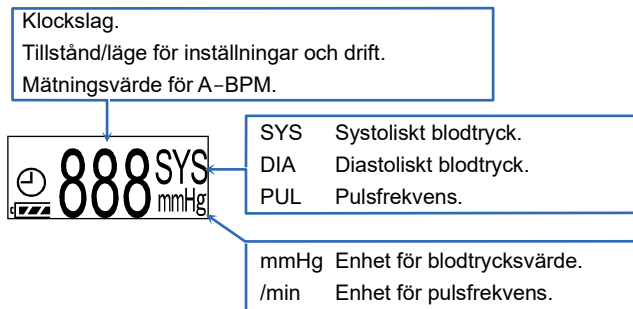 Klockslag.
Tillstånd/läge för inställningar och drift.
Mätningsvärde för A−BPM.
SYS Systoliskt blodtryck.
DIA Diastoliskt blodtryck.
PUL Pulsfrekvens.
888 SYS
mmHg
mmHg Enhet för blodtrycksvärde.
/min Enhet för pulsfrekvens.